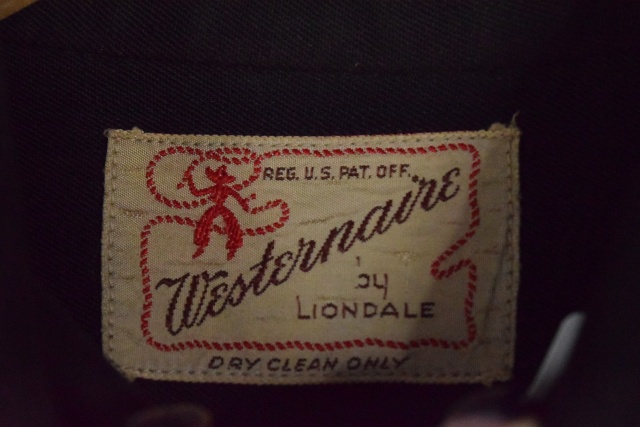 REG. U.S. PAT. OFF.
Westernaire
by
LIONDALE
DRY CLEAN ONLY